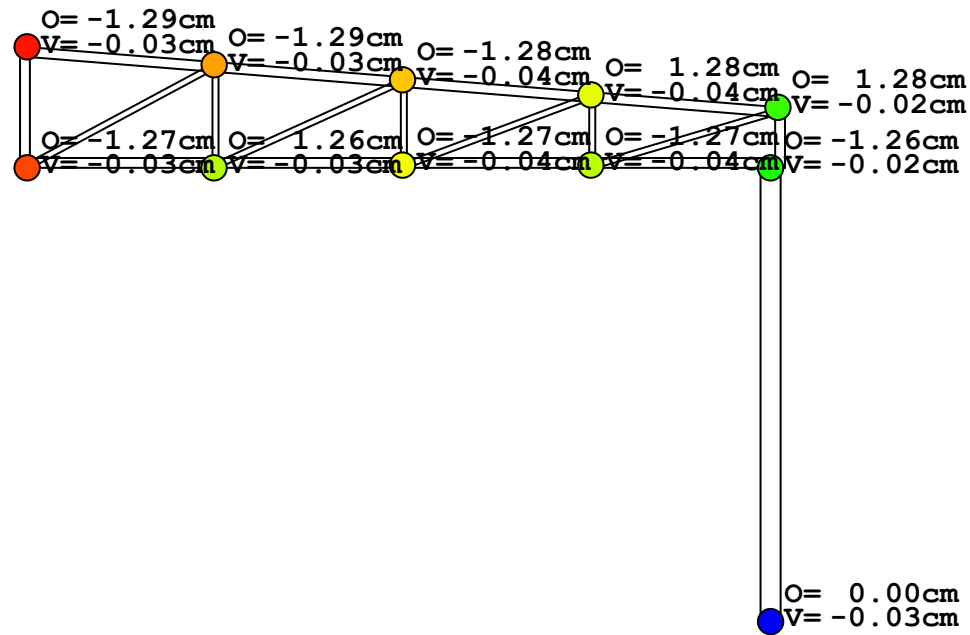 O= -1.29cm
V= -0.03cm
O= -1.29cm
V= -0.03cm
O= -1.28cm
V= -0.04cm
O= 1.28cm
V= -0.04cm
O= 1.28cm
V= -0.02cm
O= -1.27cm
V= -0.03cm
O= 1.26cm
V= -0.03cm
O= -1.27cm
V= -0.04cm
O= -1.27cm
V= -0.04cm
O= -1.26cm
V= -0.02cm
O= 0.00cm
V= -0.03cm